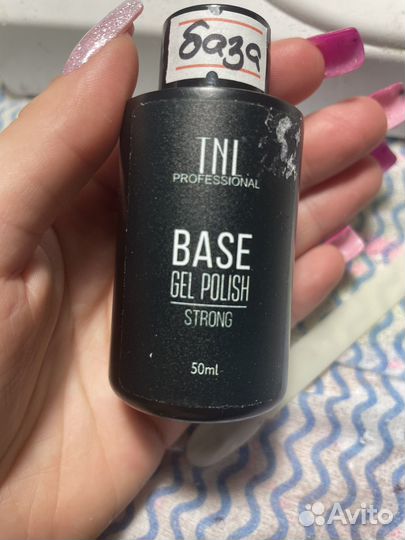 база
TNL
PROFESSIONAL
BASE
GEL POLISH
STRONG
50ml
Avito